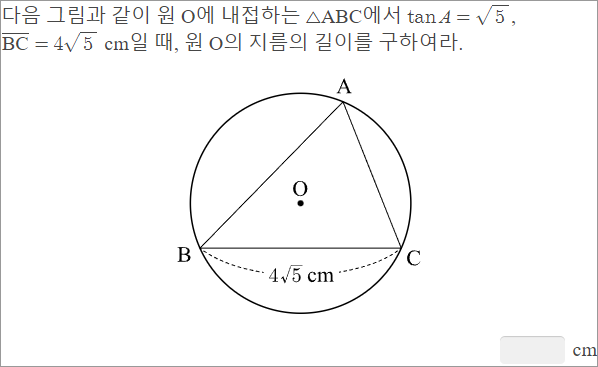 다음 그림과 같이 원 O에 내접하는 △ABC에서 tan A = √5 ,
BC = 4√5 cm일 때, 원 O의 지름의 길이를 구하여라.
A
O
B
C
4√5 cm
cm